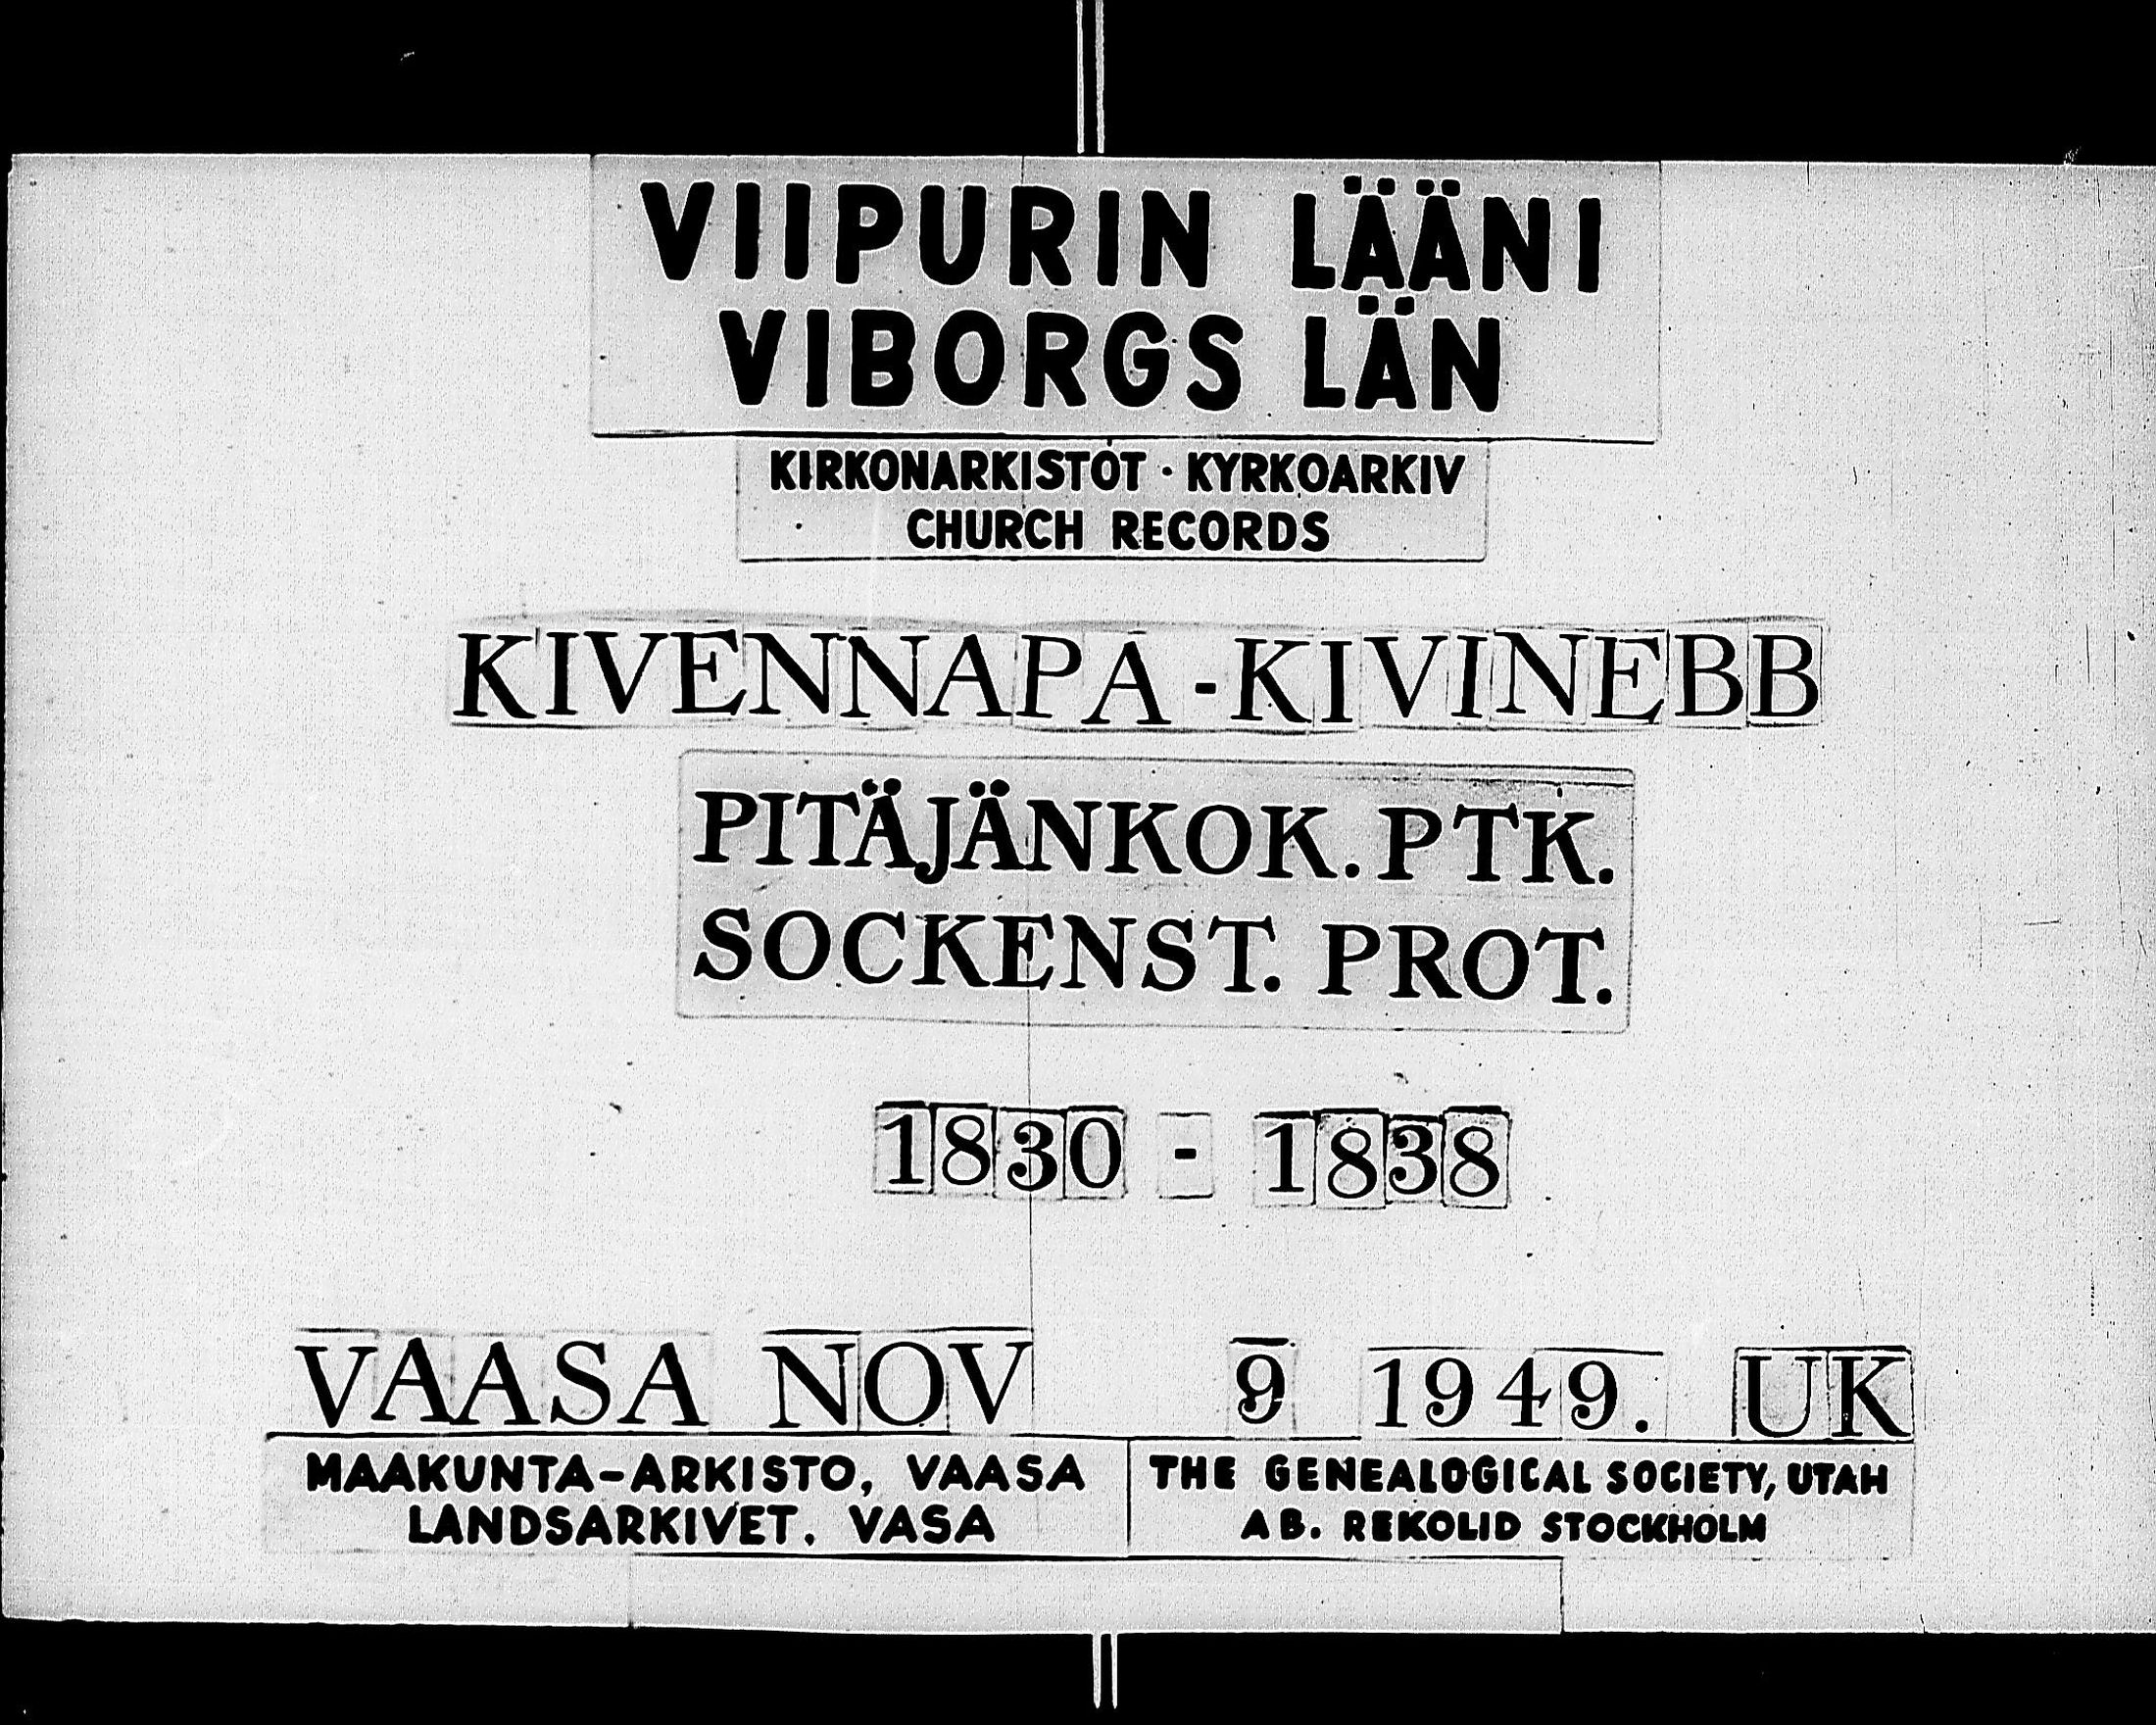 VIIPURIN LÄÄNI
VIBORGS LÄN
KIRKONARKISTOT · KYRKOARKIV
CHURCH RECORDS
KIVENNAPA-KIVINEBB
PITÄJÄNKOK. PTK.
SOCKENST. PROT.
1830 - 1838
VAASA NOV 9 1949. UK
MAAKUNTA-ARKISTO, VAASA
LANDSARKIVET, VASA
THE GENEALOGICAL SOCIETY, UTAH
AB. REKOLID STOCKHOLM